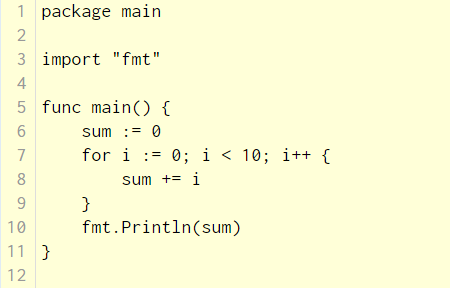 1 package main
2
3 import "fmt"
4
5 func main() {
6     sum := 0
7     for i := 0; i < 10; i++ {
8         sum += i
9     }
10     fmt.Println(sum)
11 }
12